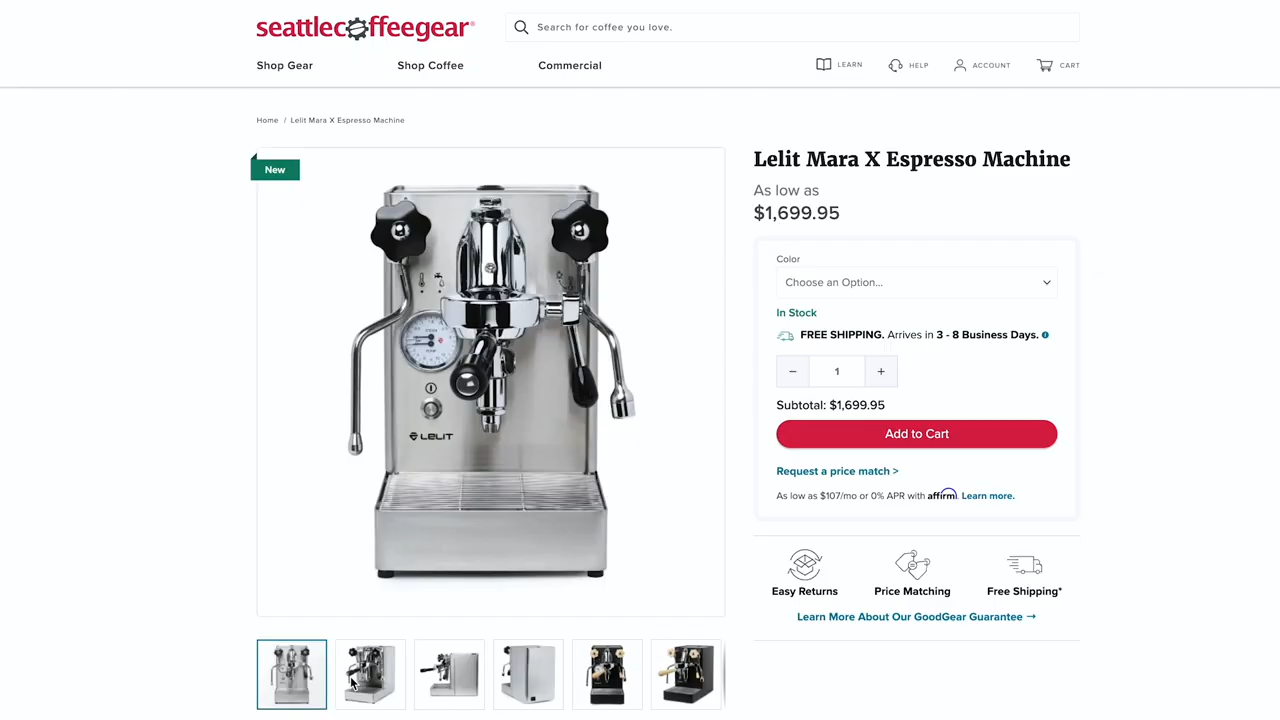 seattlecoffeegear®
Search for coffee you love.
Shop Gear
Shop Coffee
Commercial
LEARN
HELP
ACCOUNT
CART
Home / Lelit Mara X Espresso Machine
New
LELIT
Lelit Mara X Espresso Machine
As low as
$1,699.95
Color
Choose an Option...
In Stock
FREE SHIPPING. Arrives in 3 - 8 Business Days.
− 1 +
Subtotal: $1,699.95
Add to Cart
Request a price match >
As low as $107/mo or 0% APR with affirm. Learn more.
Easy Returns
Price Matching
Free Shipping*
Learn More About Our GoodGear Guarantee →